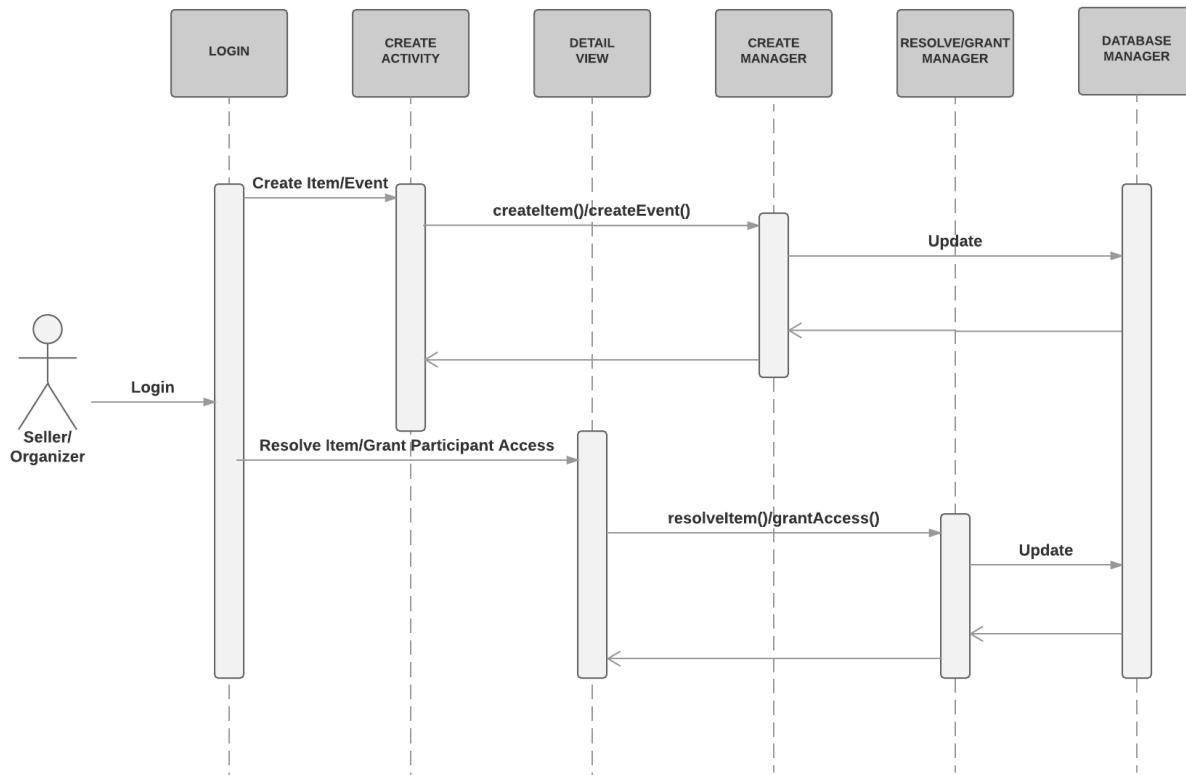 LOGIN
CREATE
ACTIVITY
DETAIL
VIEW
CREATE
MANAGER
RESOLVE/GRANT
MANAGER
DATABASE
MANAGER
Create Item/Event
createItem()/createEvent()
Update
Login
Seller/
Organizer
Resolve Item/Grant Participant Access
resolveItem()/grantAccess()
Update